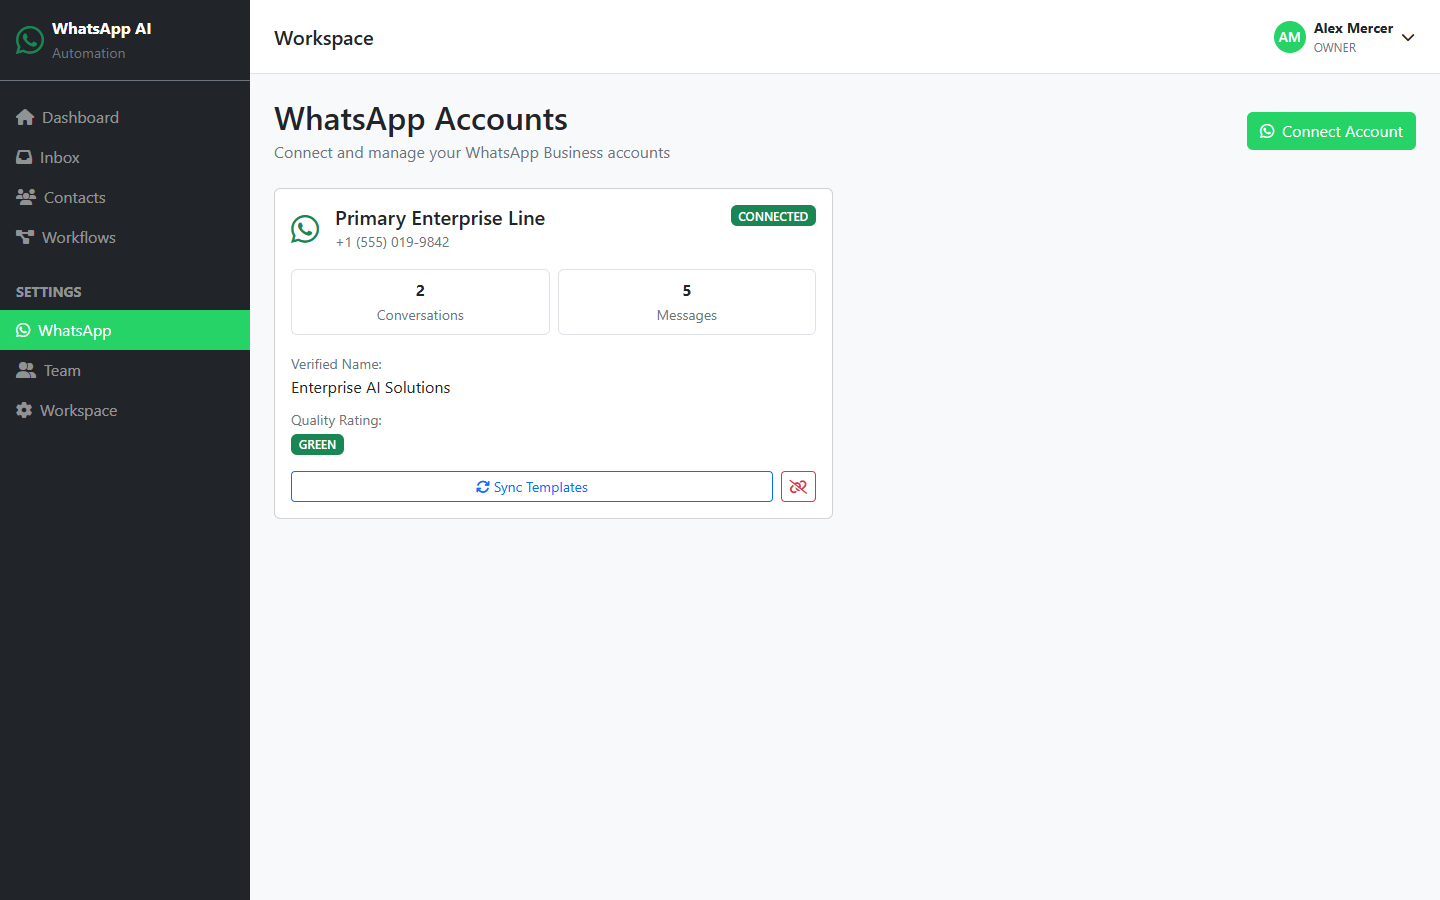 WhatsApp AI
Automation
Dashboard
Inbox
Contacts
Workflows
SETTINGS
WhatsApp
Team
Workspace
Workspace
AM
Alex Mercer
OWNER
WhatsApp Accounts
Connect and manage your WhatsApp Business accounts
Connect Account
Primary Enterprise Line
CONNECTED
+1 (555) 019-9842
2
Conversations
5
Messages
Verified Name:
Enterprise AI Solutions
Quality Rating:
GREEN
Sync Templates